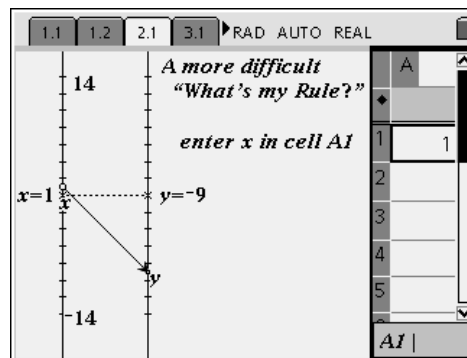 1.1 1.2 2.1 3.1 RAD AUTO REAL
A more difficult
"What's my Rule?"
enter x in cell A1
14
x=1
x
y=⁻9
y
⁻14
A
◆
1 1
2
3
4
5
6
A1